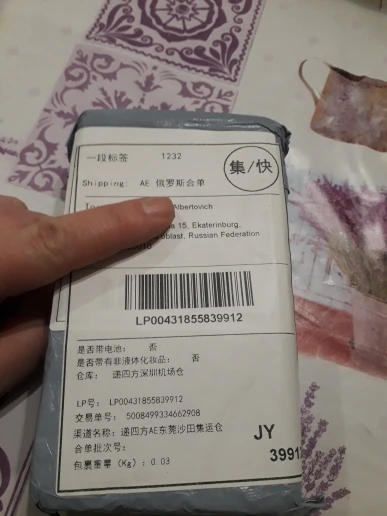 一段标签 1232
集/快
Shipping: AE 俄罗斯合单
To Albertovich
15, Ekaterinburg,
oblast, Russian Federation
LP00431855839912
是否带电池: 否
是否带有非液体化妆品: 否
仓库: 递四方深圳机场仓
LP号: LP00431855839912
交易单号: 5008499334662908
渠道名称: 递四方AE东莞沙田集运仓
合单批次号:
包裹重量(Kg): 0.03
JY
39912